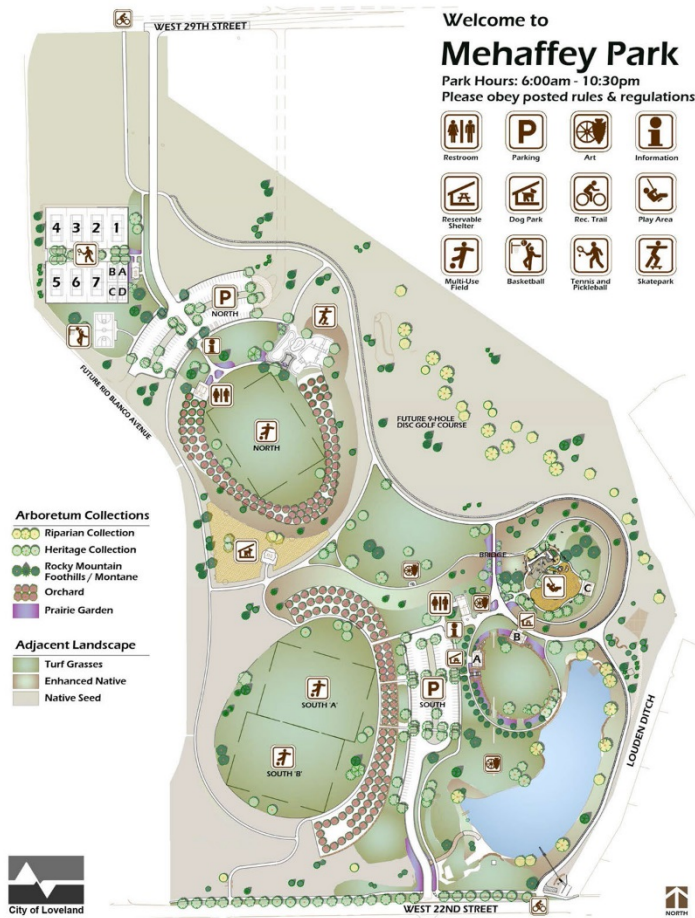 WEST 29TH STREET
Welcome to
Mehaffey Park
Park Hours: 6:00am - 10:30pm
Please obey posted rules & regulations
Restroom
Parking
Art
Information
Reservable
Shelter
Dog Park
Rec. Trail
Play Area
Multi-Use
Field
Basketball
Tennis and
Pickleball
Skatepark
4 3 2 1
5 6 7
B A
C D
P
NORTH
FUTURE RIO BLANCO AVENUE
NORTH
FUTURE 9-HOLE
DISC GOLF COURSE
Arboretum Collections
Riparian Collection
Heritage Collection
Rocky Mountain
Foothills / Montane
Orchard
Prairie Garden
Adjacent Landscape
Turf Grasses
Enhanced Native
Native Seed
BRIDGE
C
B
A
P
SOUTH
SOUTH 'A'
SOUTH 'B'
LOUDEN DITCH
WEST 22ND STREET
City of Loveland
NORTH